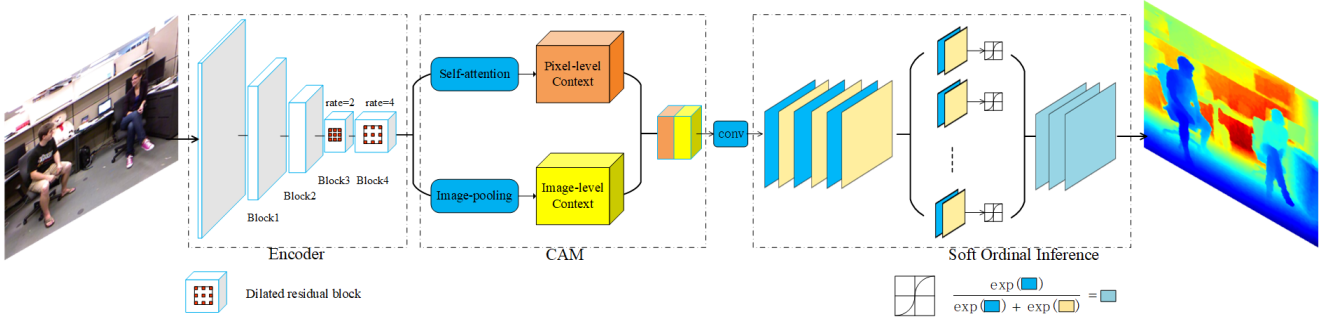 rate=2
rate=4
Block1
Block2
Block3
Block4
Encoder
Self-attention
Pixel-level
Context
Image-pooling
Image-level
Context
CAM
conv
Soft Ordinal Inference
Dilated residual block
exp( )
exp( ) + exp( )
=